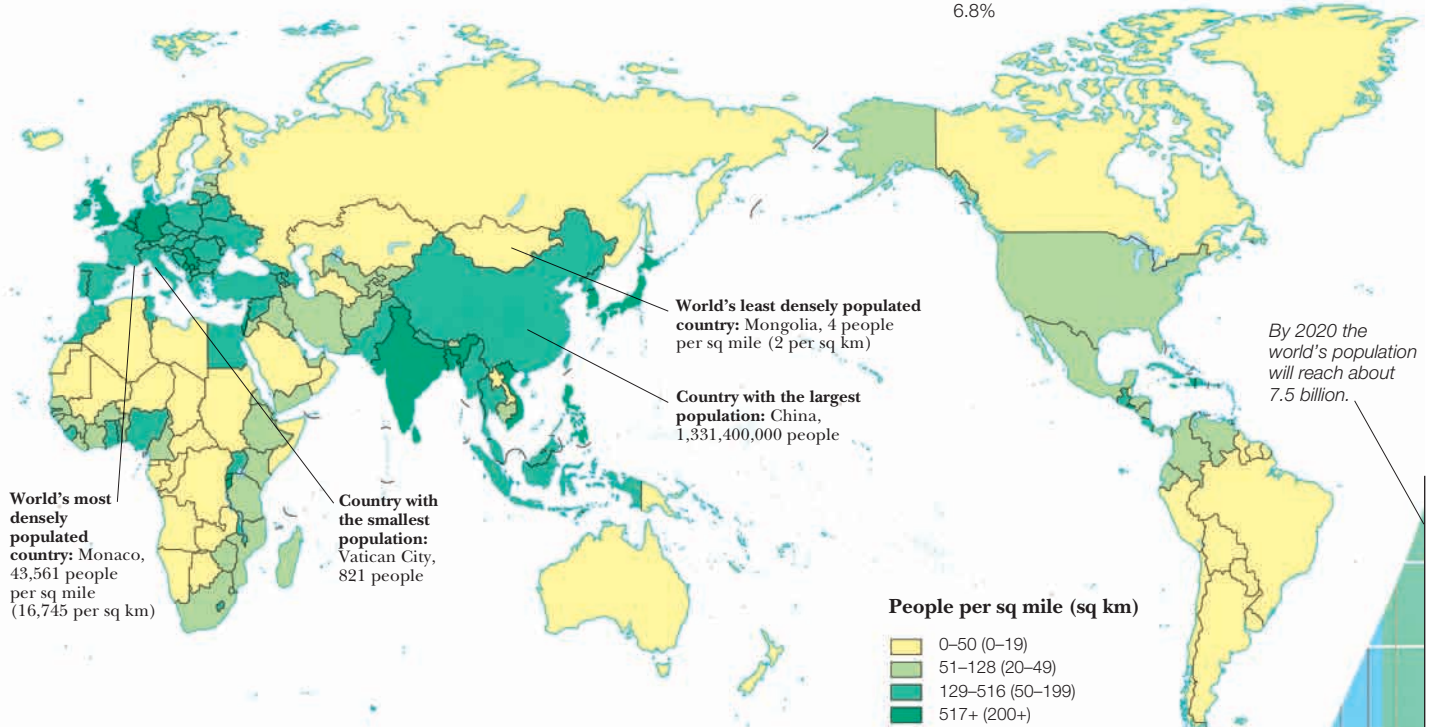 6.8%
World's least densely populated
country: Mongolia, 4 people
per sq mile (2 per sq km)
By 2020 the
world's population
will reach about
7.5 billion.
Country with the largest
population: China,
1,331,400,000 people
World's most
densely
populated
country: Monaco,
43,561 people
per sq mile
(16,745 per sq km)
Country with
the smallest
population:
Vatican City,
821 people
People per sq mile (sq km)
0–50 (0–19)
51–128 (20–49)
129–516 (50–199)
517+ (200+)